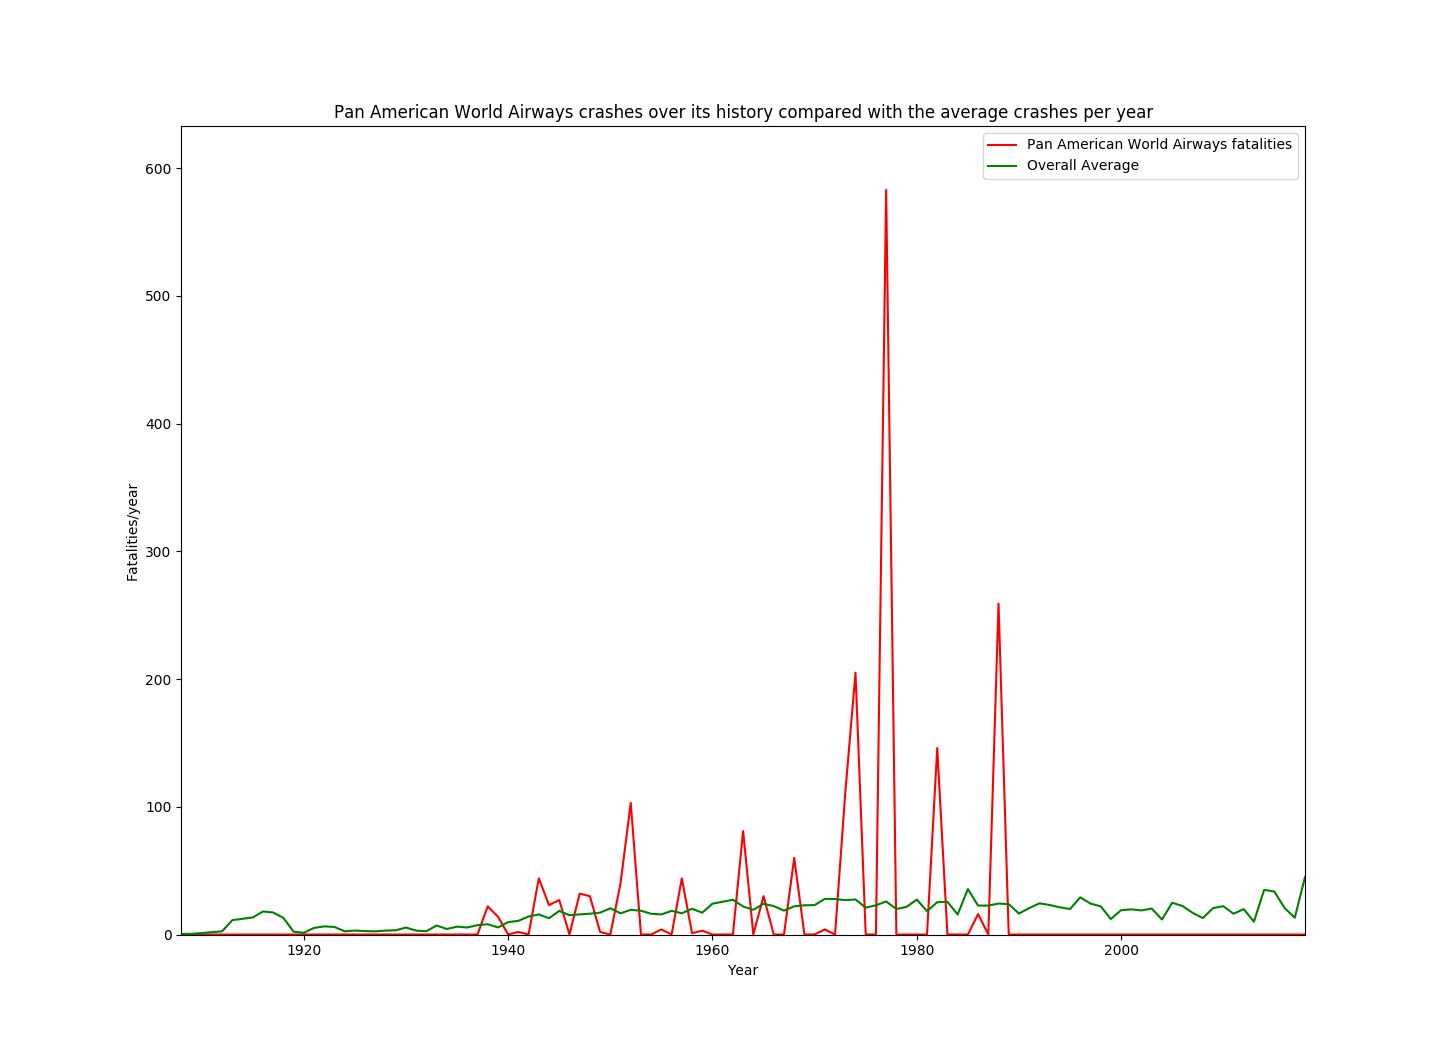 Pan American World Airways crashes over its history compared with the average crashes per year
Pan American World Airways fatalities
Overall Average
600
500
400
300
200
100
0
Fatalities/year
1920
1940
1960
1980
2000
Year